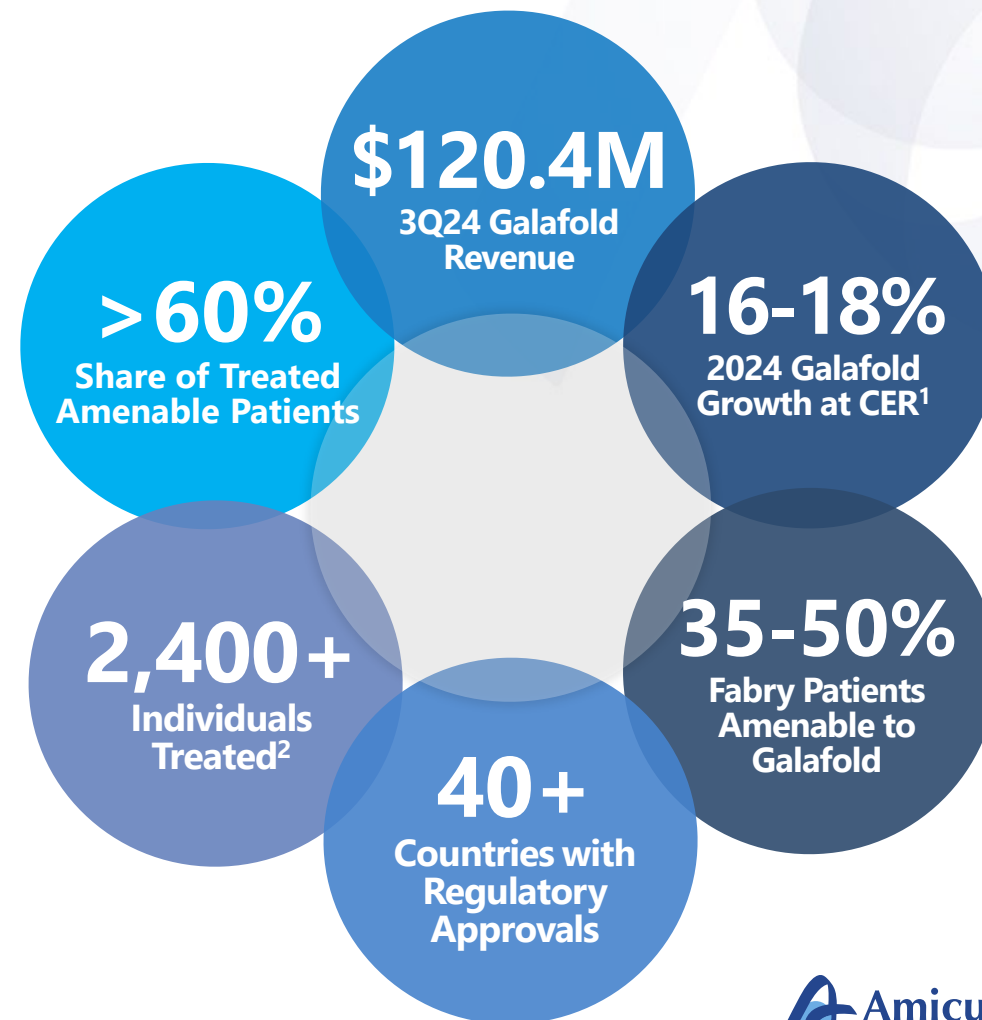 $120.4M
3Q24 Galafold
Revenue
>60%
Share of Treated
Amenable Patients
16-18%
2024 Galafold
Growth at CER¹
2,400+
Individuals
Treated²
35-50%
Fabry Patients
Amenable to
Galafold
40+
Countries with
Regulatory
Approvals